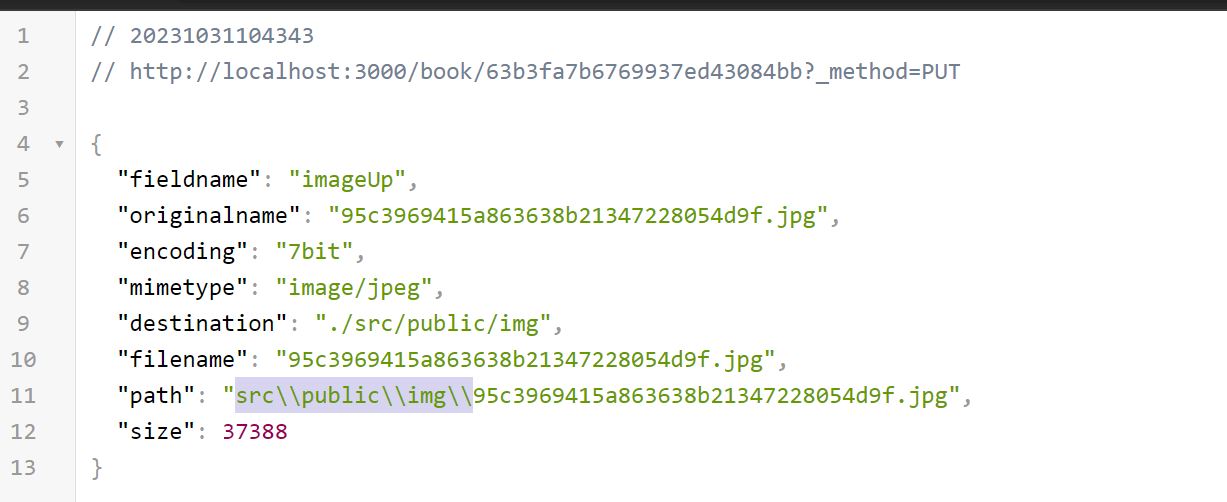 1 // 20231031104343
2 // http://localhost:3000/book/63b3fa7b6769937ed43084bb?_method=PUT
3
4 {
5 "fieldname": "imageUp",
6 "originalname": "95c3969415a863638b21347228054d9f.jpg",
7 "encoding": "7bit",
8 "mimetype": "image/jpeg",
9 "destination": "./src/public/img",
10 "filename": "95c3969415a863638b21347228054d9f.jpg",
11 "path": "src\\public\\img\\95c3969415a863638b21347228054d9f.jpg",
12 "size": 37388
13 }